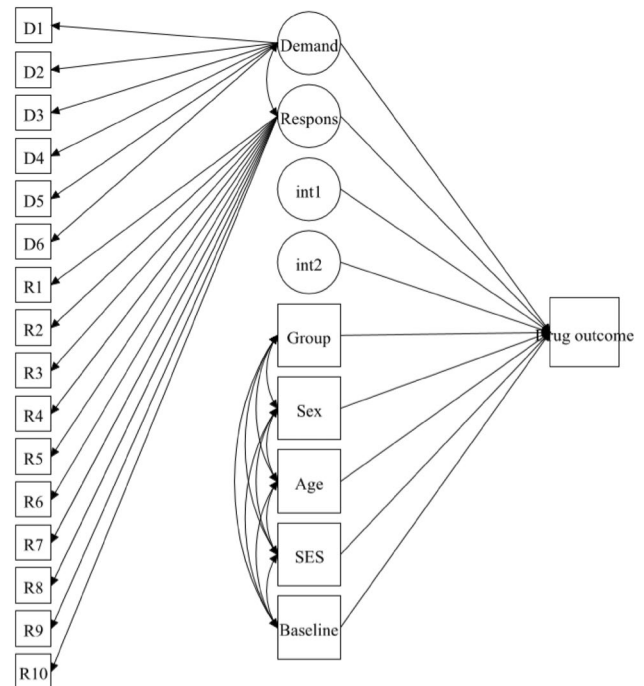 D1
D2
D3
D4
D5
D6
R1
R2
R3
R4
R5
R6
R7
R8
R9
R10
Demand
Respons
int1
int2
Group
Sex
Age
SES
Baseline
Drug outcome